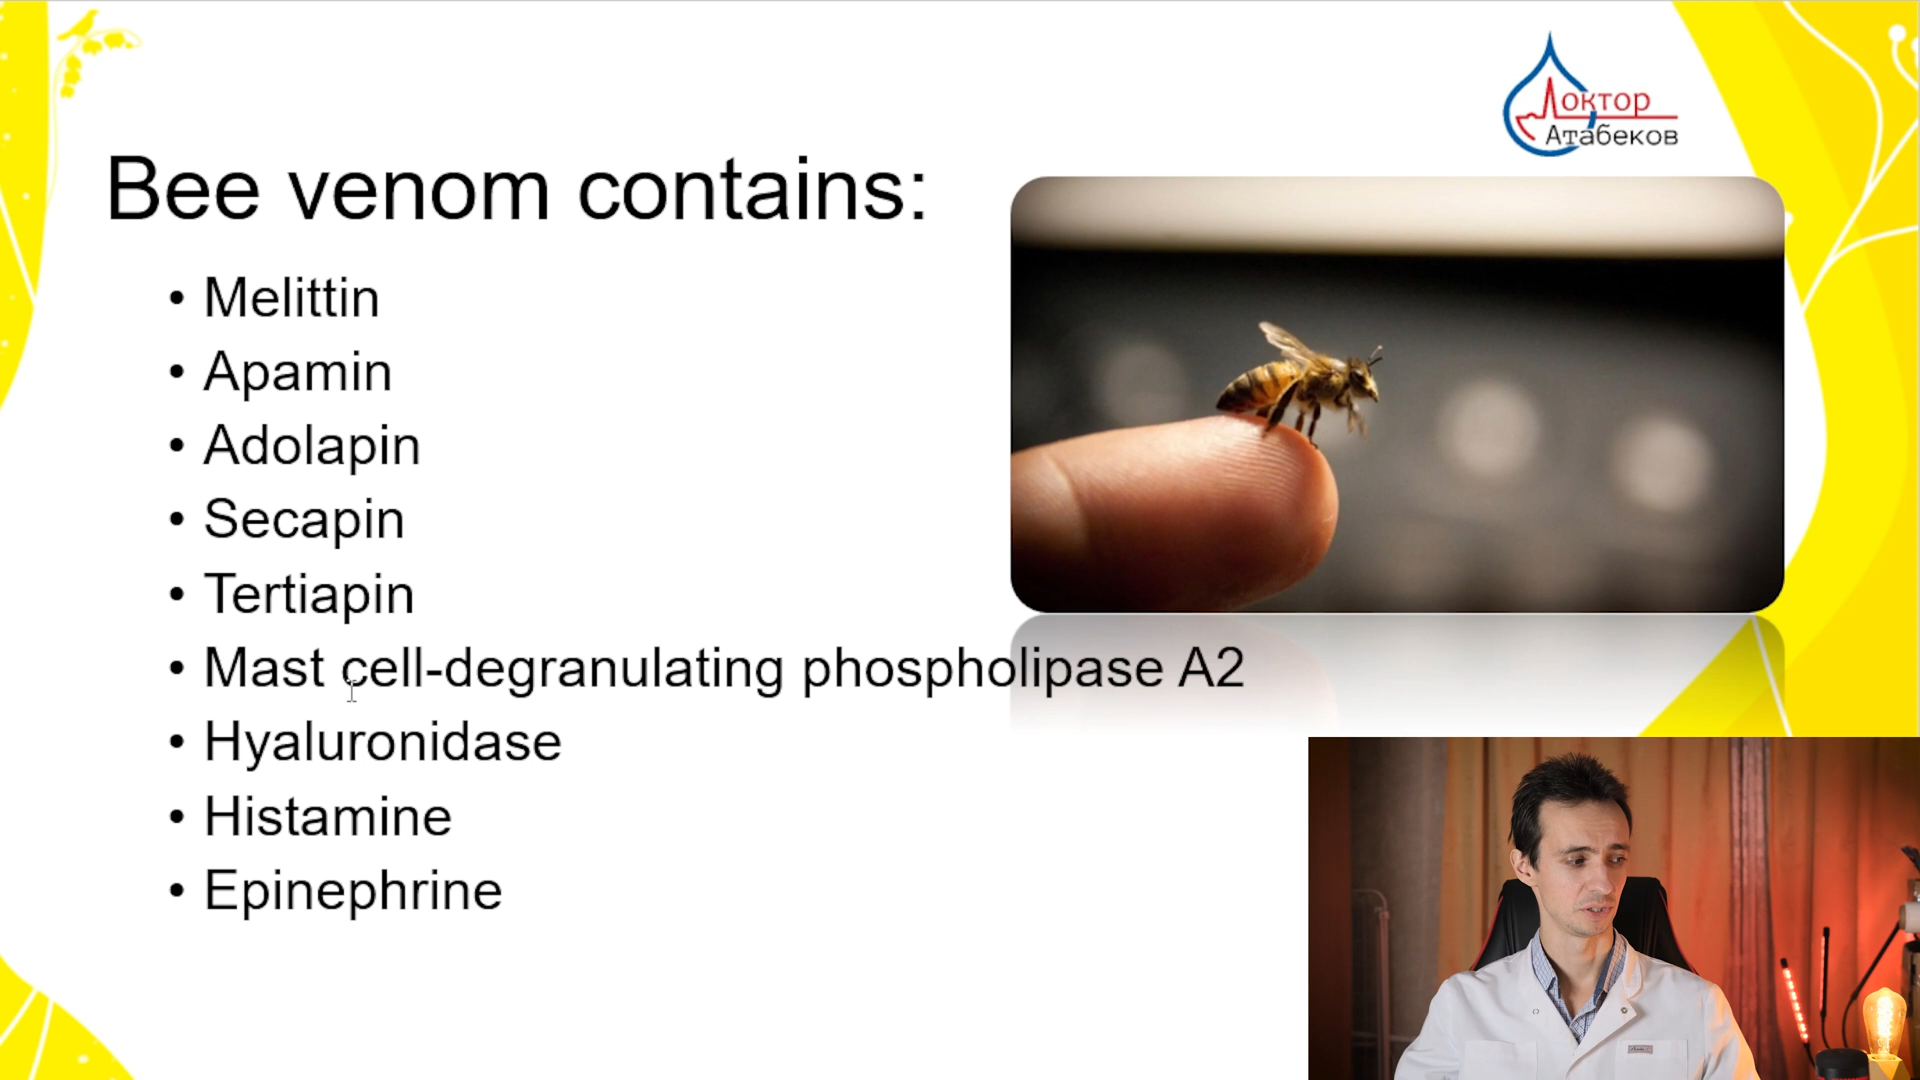 Доктор
Атабеков
Bee venom contains:
• Melittin
• Apamin
• Adolapin
• Secapin
• Tertiapin
• Mast cell-degranulating phospholipase A2
• Hyaluronidase
• Histamine
• Epinephrine